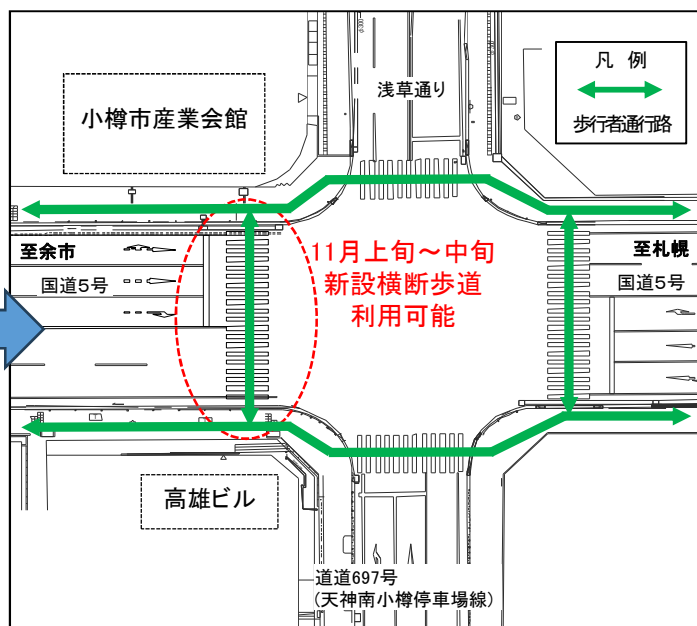 凡 例
歩行者通行路
浅草通り
小樽市産業会館
至余市
国道5号
11月上旬～中旬
新設横断歩道
利用可能
至札幌
国道5号
高雄ビル
道道697号
(天神南小樽停車場線)